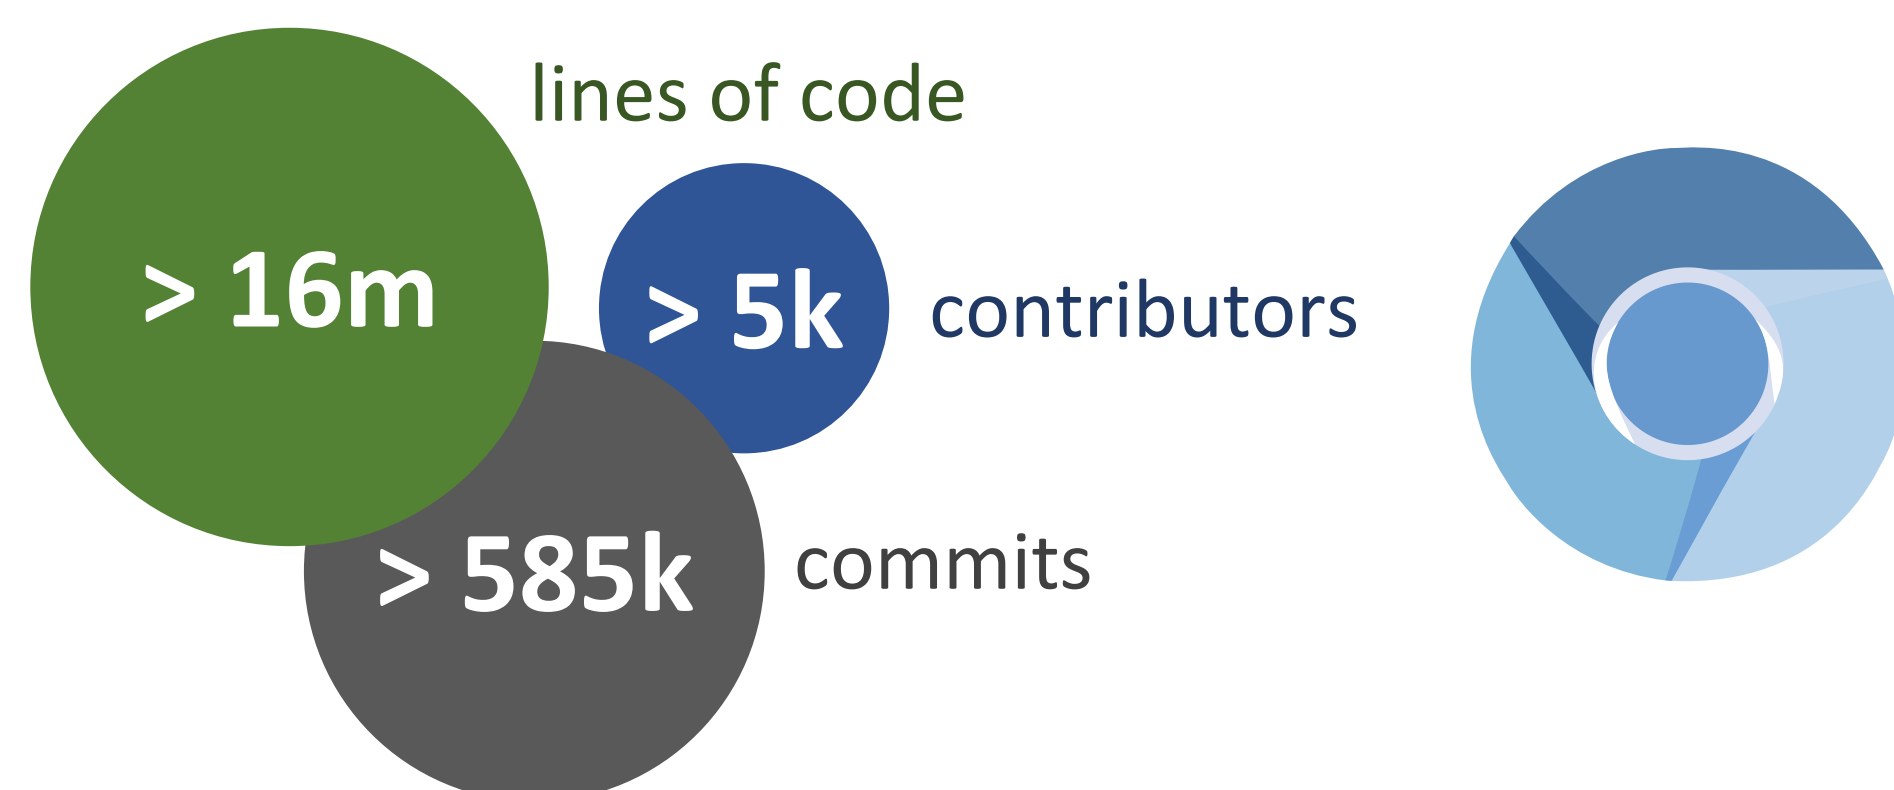 lines of code
> 16m
> 5k
contributors
> 585k
commits